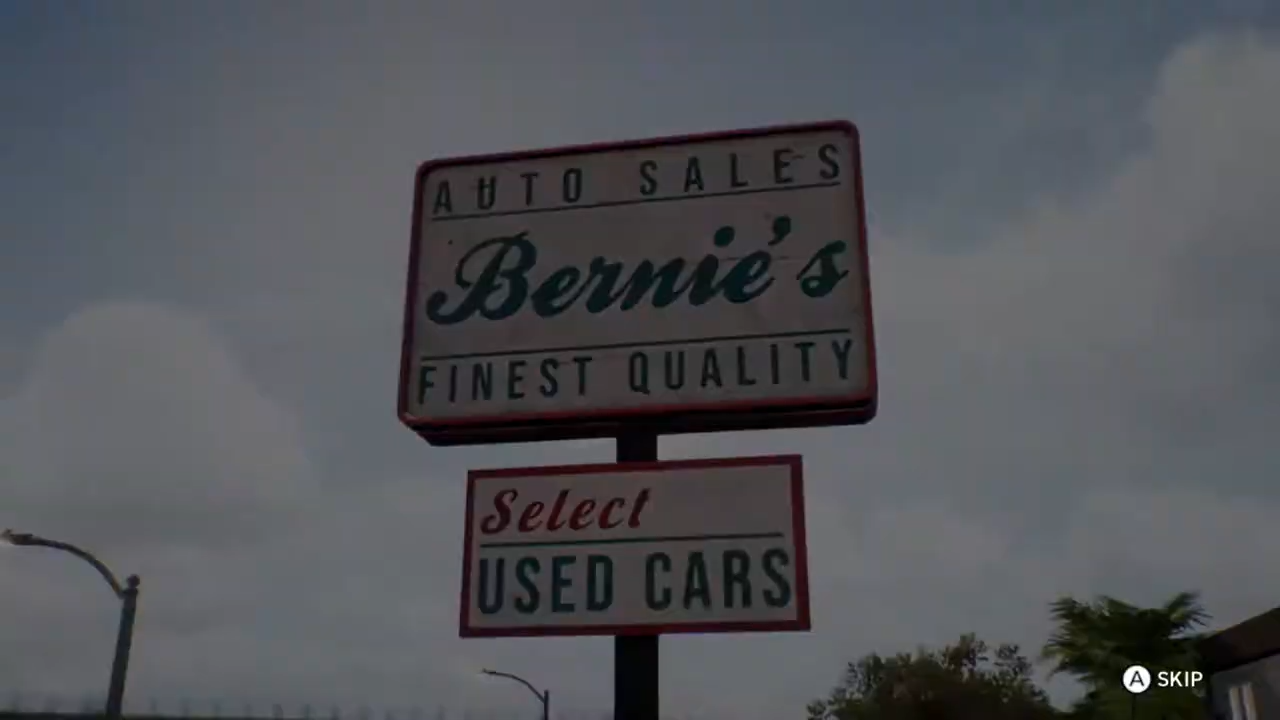 AUTO SALES
Bernie's
FINEST QUALITY
Select
USED CARS
A SKIP